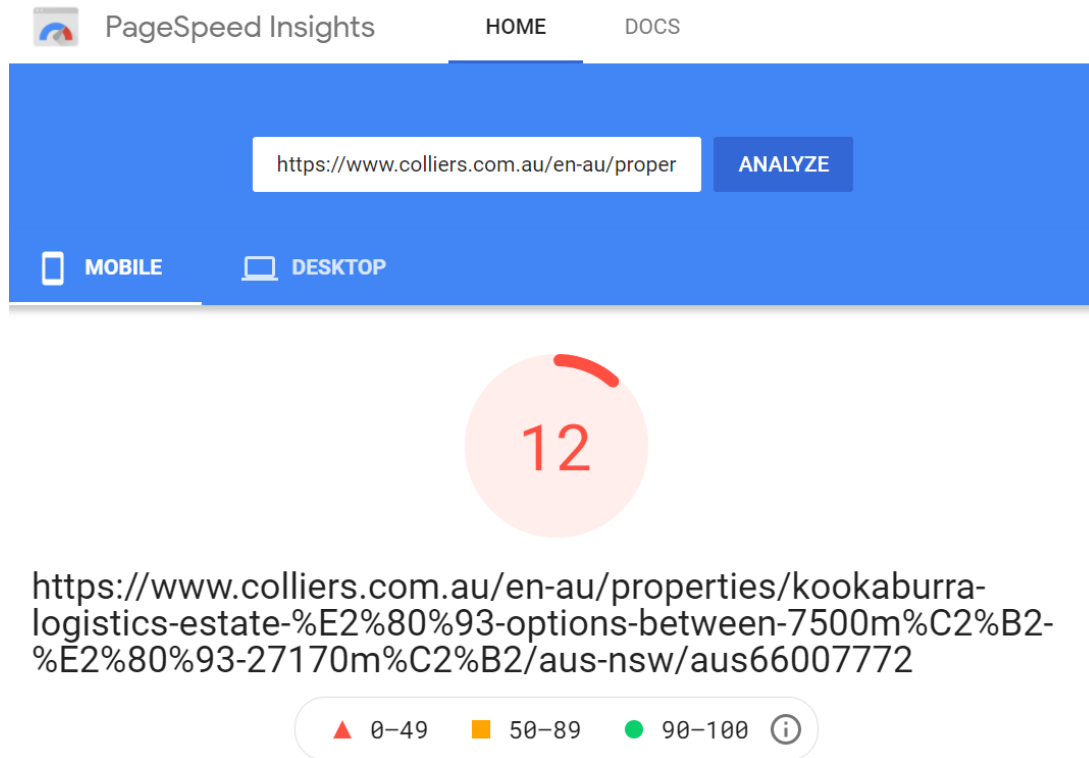 PageSpeed Insights HOME DOCS
https://www.colliers.com.au/en-au/proper ANALYZE
MOBILE DESKTOP
12
https://www.colliers.com.au/en-au/properties/kookaburra-
logistics-estate-%E2%80%93-options-between-7500m%C2%B2-
%E2%80%93-27170m%C2%B2/aus-nsw/aus66007772
0–49 50–89 90–100